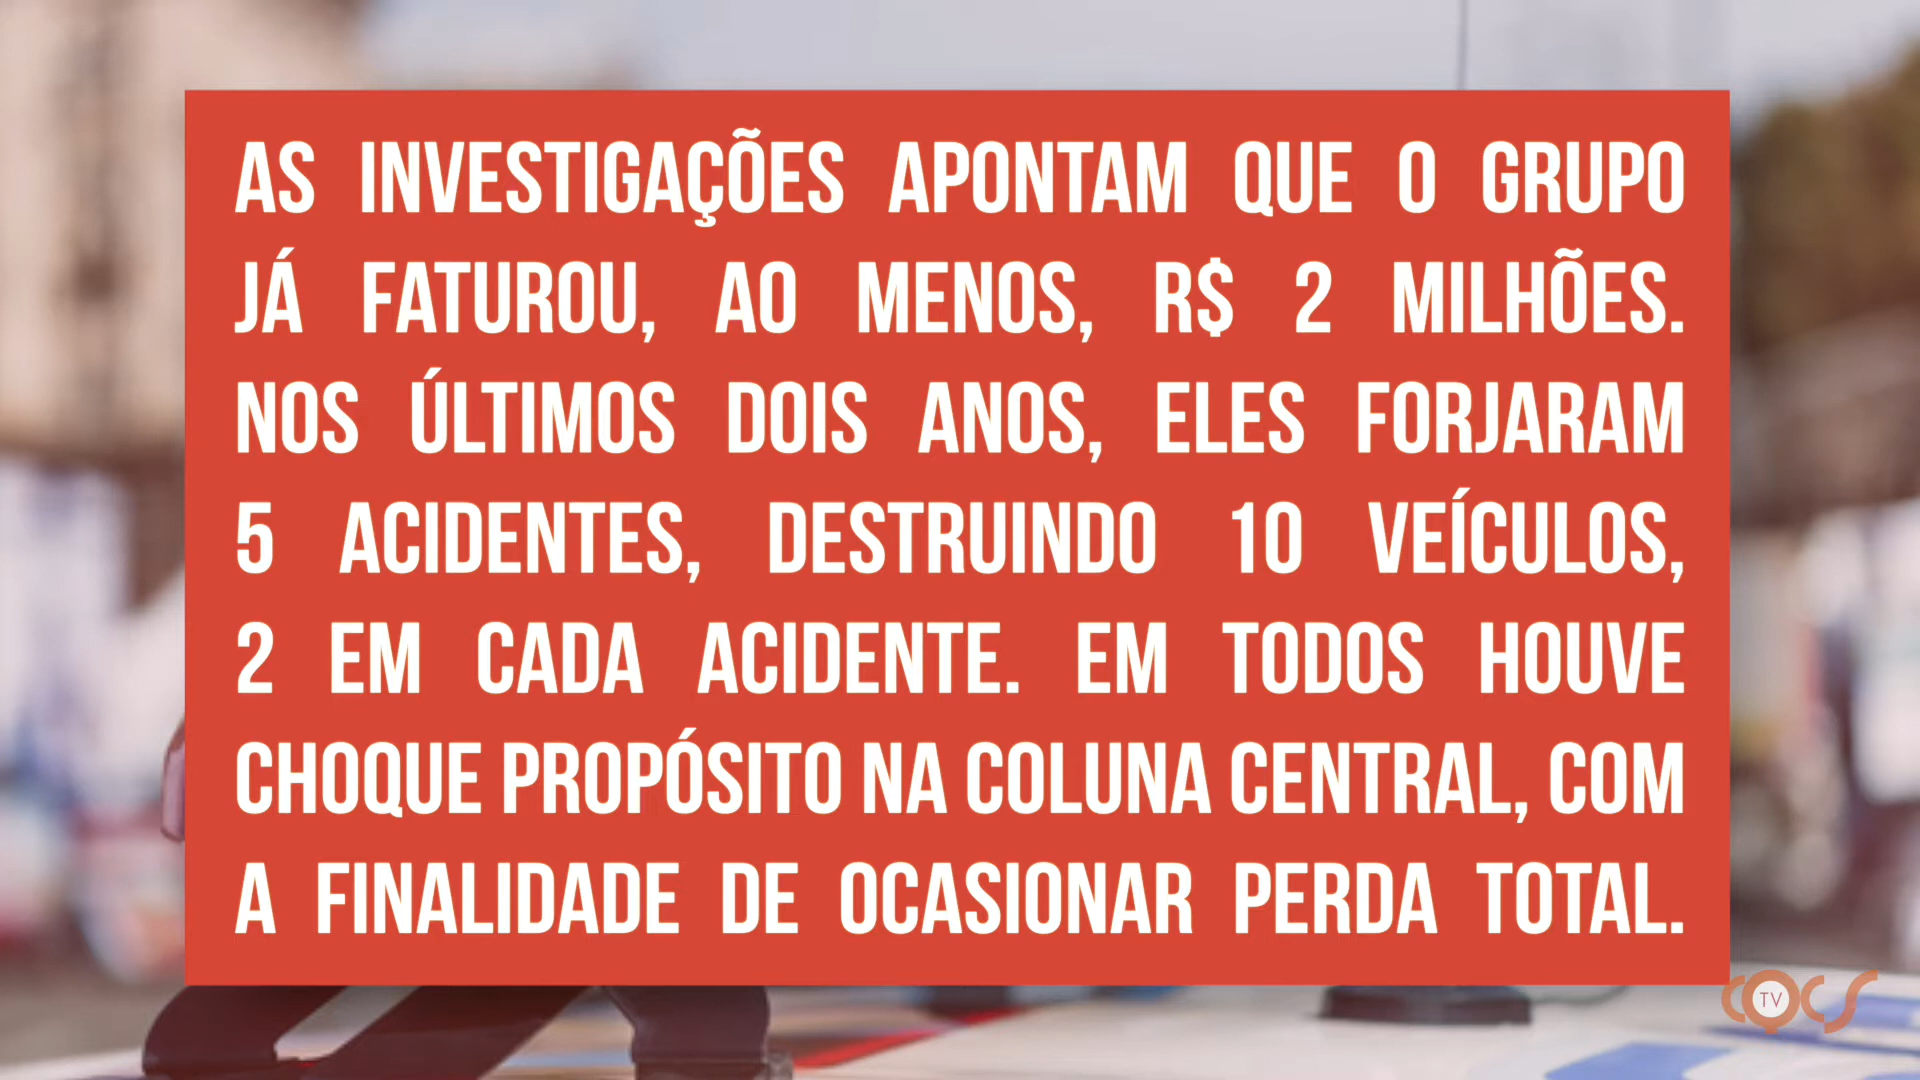 AS INVESTIGAÇÕES APONTAM QUE O GRUPO
JÁ FATUROU, AO MENOS, R$ 2 MILHÕES.
NOS ÚLTIMOS DOIS ANOS, ELES FORJARAM
5 ACIDENTES, DESTRUINDO 10 VEÍCULOS,
2 EM CADA ACIDENTE. EM TODOS HOUVE
CHOQUE PROPÓSITO NA COLUNA CENTRAL, COM
A FINALIDADE DE OCASIONAR PERDA TOTAL.
CQCS
TV